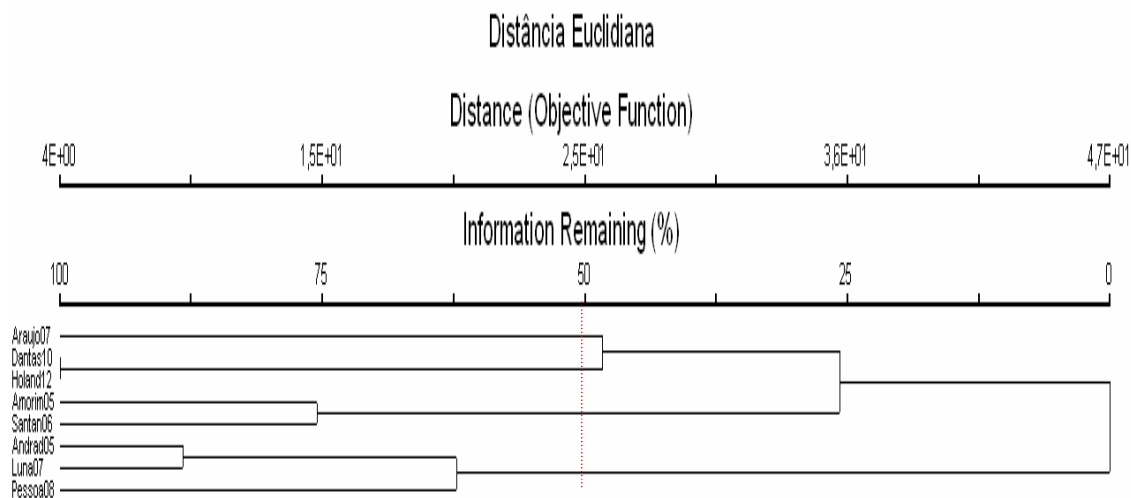 Distância Euclidiana
Distance (Objective Function)
4E+00 1,5E+01 2,5E+01 3,6E+01 4,7E+01
Information Remaining (%)
100 75 50 25 0
Araujo07
Dantas10
Holand12
Amorim05
Santan06
Andrad05
Luna07
Pessoa08